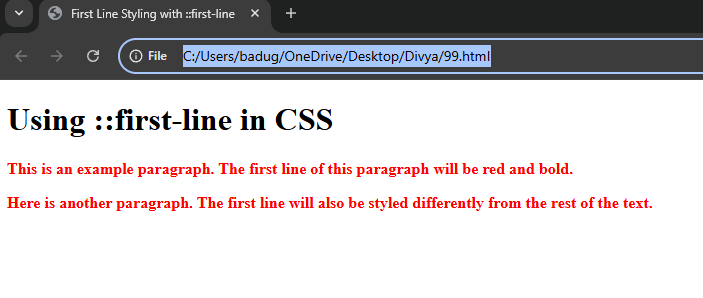 First Line Styling with ::first-line
File C:/Users/badug/OneDrive/Desktop/Divya/99.html
Using ::first-line in CSS
This is an example paragraph. The first line of this paragraph will be red and bold.
Here is another paragraph. The first line will also be styled differently from the rest of the text.